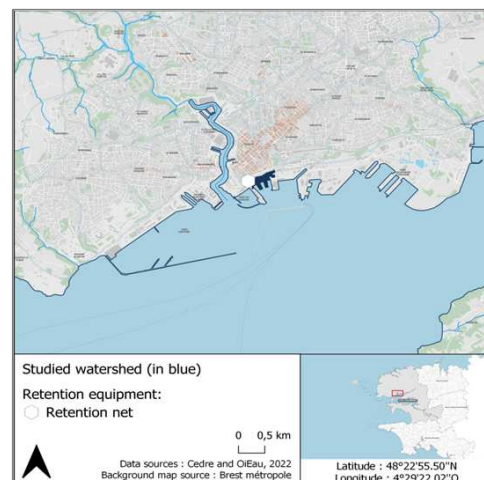 Studied watershed (in blue)
Retention equipment:
Retention net
0 0,5 km
Data sources : Cedre and OiEau, 2022
Background map source : Brest métropole
Latitude : 48°22'55.50"N
Longitude : 4°29'22.02"O